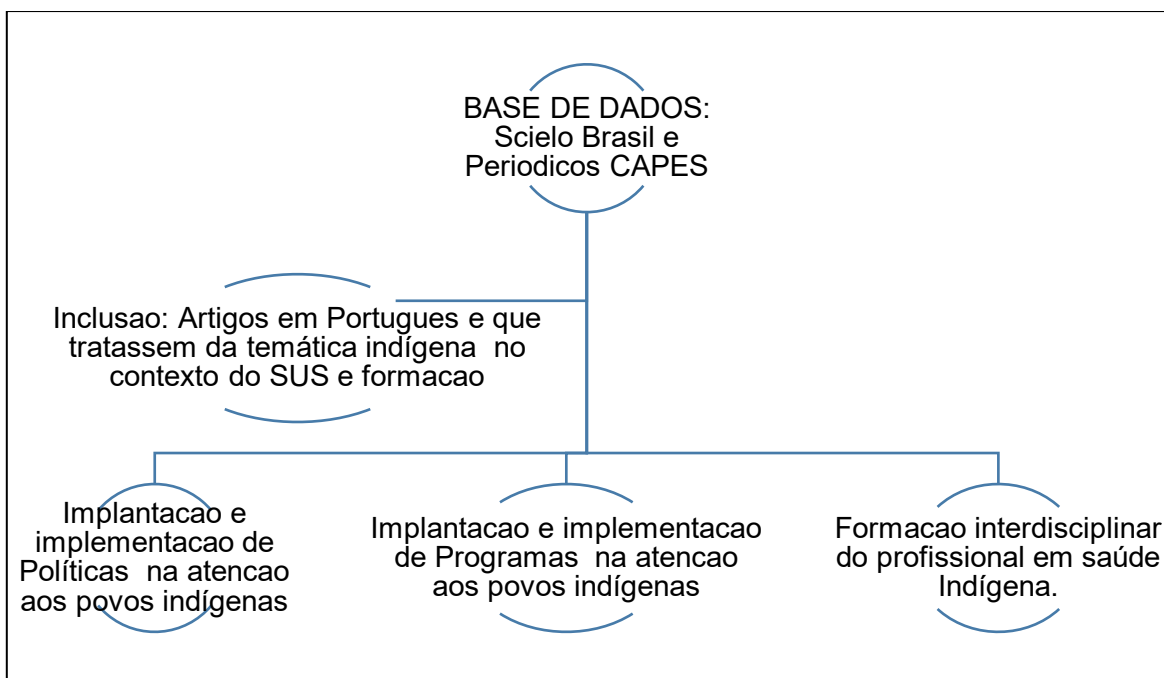 BASE DE DADOS:
Scielo Brasil e
Periodicos CAPES
Inclusao: Artigos em Portugues e que
tratassem da temática indígena no
contexto do SUS e formacao
Implantacao e
implementacao de
Políticas na atencao
aos povos indígenas
Implantacao e implementacao
de Programas na atencao
aos povos indígenas
Formacao interdisciplinar
do profissional em saúde
Indígena.